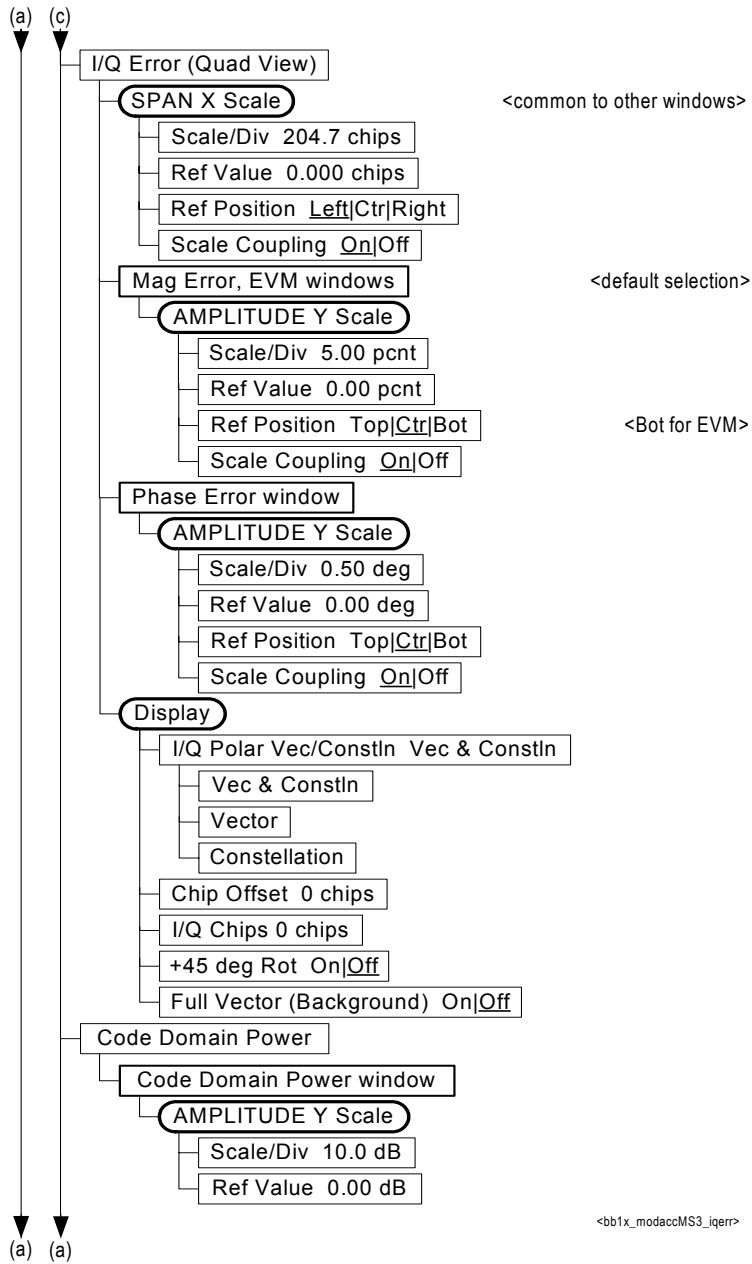 (a) (c)
I/Q Error (Quad View)
SPAN X Scale <common to other windows>
Scale/Div 204.7 chips
Ref Value 0.000 chips
Ref Position Left|Ctr|Right
Scale Coupling On|Off
Mag Error, EVM windows <default selection>
AMPLITUDE Y Scale
Scale/Div 5.00 pcnt
Ref Value 0.00 pcnt
Ref Position Top|Ctr|Bot <Bot for EVM>
Scale Coupling On|Off
Phase Error window
AMPLITUDE Y Scale
Scale/Div 0.50 deg
Ref Value 0.00 deg
Ref Position Top|Ctr|Bot
Scale Coupling On|Off
Display
I/Q Polar Vec/Constln Vec & Constln
Vec & Constln
Vector
Constellation
Chip Offset 0 chips
I/Q Chips 0 chips
+45 deg Rot On|Off
Full Vector (Background) On|Off
Code Domain Power
Code Domain Power window
AMPLITUDE Y Scale
Scale/Div 10.0 dB
Ref Value 0.00 dB
<bb1x_modaccMS3_iqerr>
(a) (a)